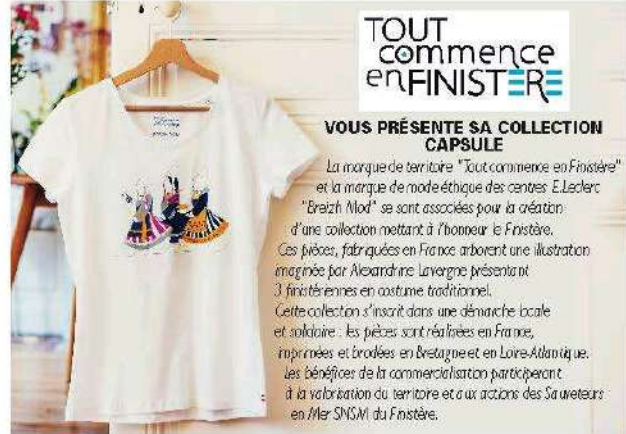 TOUT
commence
enFINISTÈRE
VOUS PRÉSENTE SA COLLECTION
CAPSULE
La marque de territoire "Tout commence en Finistère"
et la marque de mode éthique des centres E.Leclerc
"Breizh Mod" se sont associées pour la création
d'une collection mettant à l'honneur le Finistère.
Ces pièces, fabriquées en France arborent une illustration
imaginée par Alexandrine Lavergne présentant
3 finistériennes en costume traditionnel.
Cette collection s'inscrit dans une démarche locale
et solidaire : les pièces sont réalisées en France,
imprimées et brodées en Bretagne et en Loire-Atlantique.
Les bénéfices de la commercialisation participeront
à la valorisation du territoire et aux actions des Sauveteurs
en Mer SNSM du Finistère.